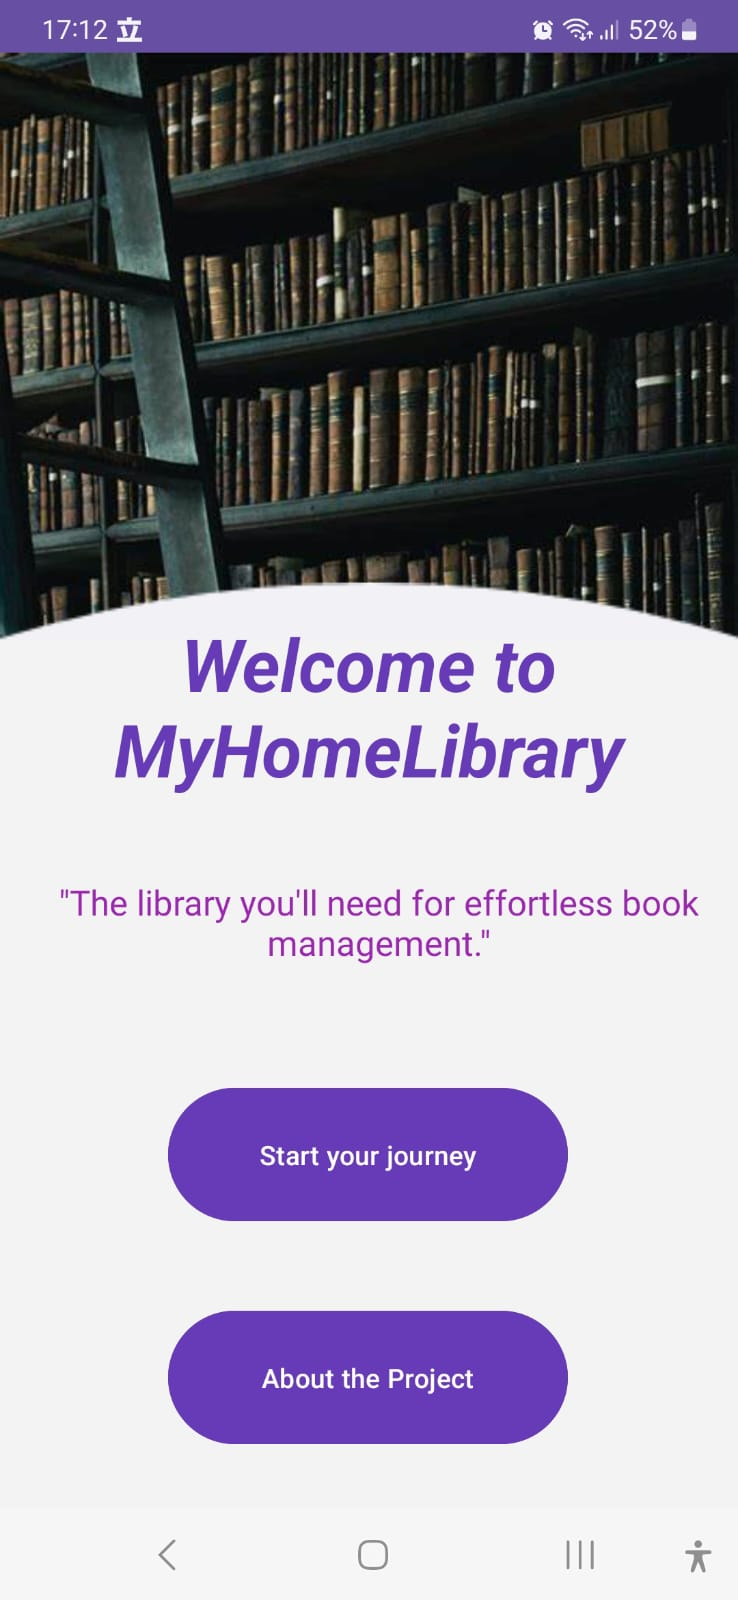 17:12 立 52%
Welcome to
MyHomeLibrary
"The library you'll need for effortless book
management."
Start your journey
About the Project